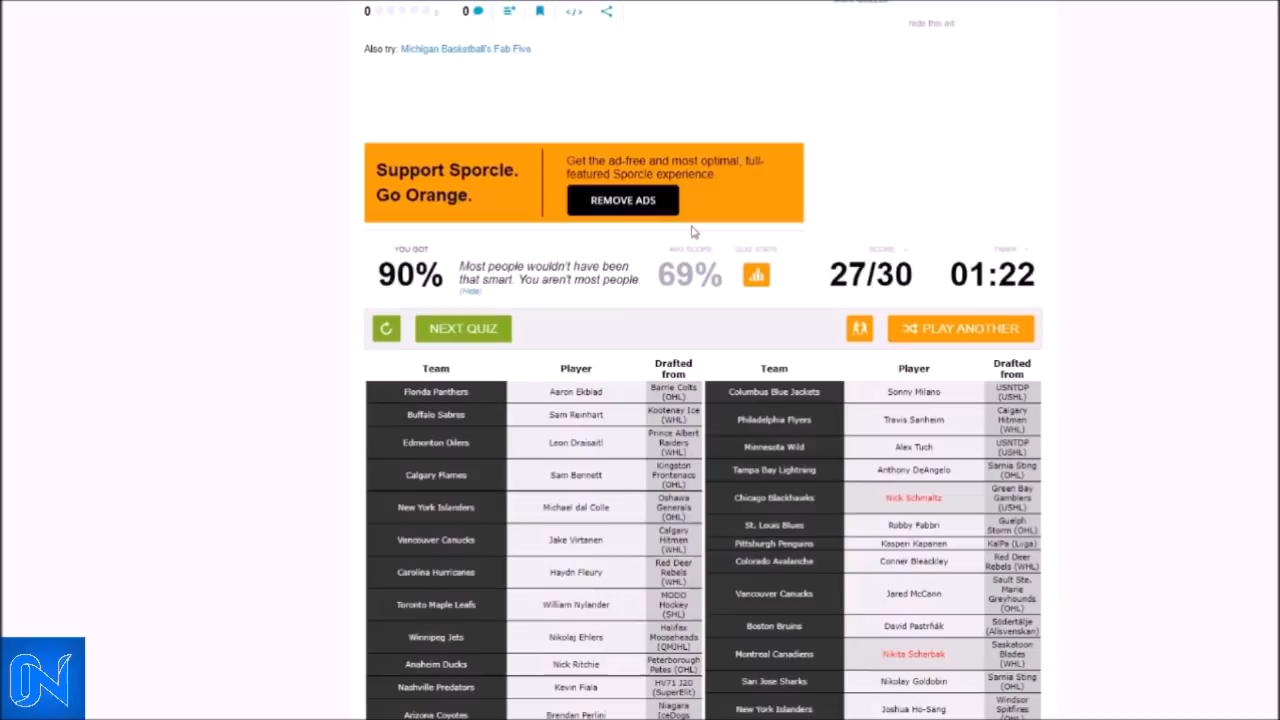 0
0
hide this ad
Also try: Michigan Basketball's Fab Five
Support Sporcle.
Go Orange.
Get the ad-free and most optimal, full-
featured Sporcle experience.
REMOVE ADS
YOU GOT
90%
Most people wouldn't have been
that smart. You aren't most people.
(Hide)
AVG SCORE
69%
QUIZ STATS
SCORE
27/30
TIMER
01:22
NEXT QUIZ
PLAY ANOTHER
Team Player Drafted from
Florida Panthers Aaron Ekblad Barrie Colts (OHL)
Buffalo Sabres Sam Reinhart Kootenay Ice (WHL)
Edmonton Oilers Leon Draisaitl Prince Albert Raiders (WHL)
Calgary Flames Sam Bennett Kingston Frontenacs (OHL)
New York Islanders Michael dal Colle Oshawa Generals (OHL)
Vancouver Canucks Jake Virtanen Calgary Hitmen (WHL)
Carolina Hurricanes Haydn Fleury Red Deer Rebels (WHL)
Toronto Maple Leafs William Nylander MODO Hockey (SHL)
Winnipeg Jets Nikolaj Ehlers Halifax Mooseheads (QMJHL)
Anaheim Ducks Nick Ritchie Peterborough Petes (OHL)
Nashville Predators Kevin Fiala HV71 J20 (SuperElit)
Arizona Coyotes Brendan Perlini Niagara IceDogs
Team Player Drafted from
Columbus Blue Jackets Sonny Milano USNTDP (USHL)
Philadelphia Flyers Travis Sanheim Calgary Hitmen (WHL)
Minnesota Wild Alex Tuch USNTDP (USHL)
Tampa Bay Lightning Anthony DeAngelo Sarnia Sting (OHL)
Chicago Blackhawks Nick Schmaltz Green Bay Gamblers (USHL)
St. Louis Blues Robby Fabbri Guelph Storm (OHL)
Pittsburgh Penguins Kasperi Kapanen KalPa (Liiga)
Colorado Avalanche Conner Bleackley Red Deer Rebels (WHL)
Vancouver Canucks Jared McCann Sault Ste. Marie Greyhounds (OHL)
Boston Bruins David Pastrňák Södertälje (Allsvenskan)
Montreal Canadiens Nikita Scherbak Saskatoon Blades (WHL)
San Jose Sharks Nikolay Goldobin Sarnia Sting (OHL)
New York Islanders Joshua Ho-Sang Windsor Spitfires